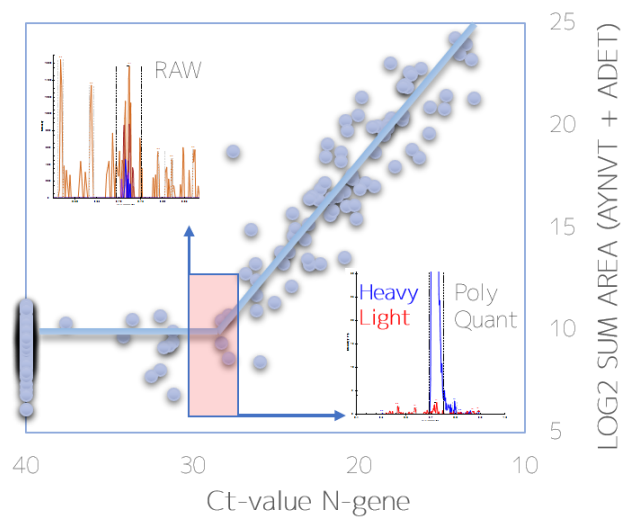 25
RAW
20
15
Heavy
Light
Poly
Quant
10
5
40
30
20
10
Ct-value N-gene
LOG2 SUM AREA (AYNVT + ADET)